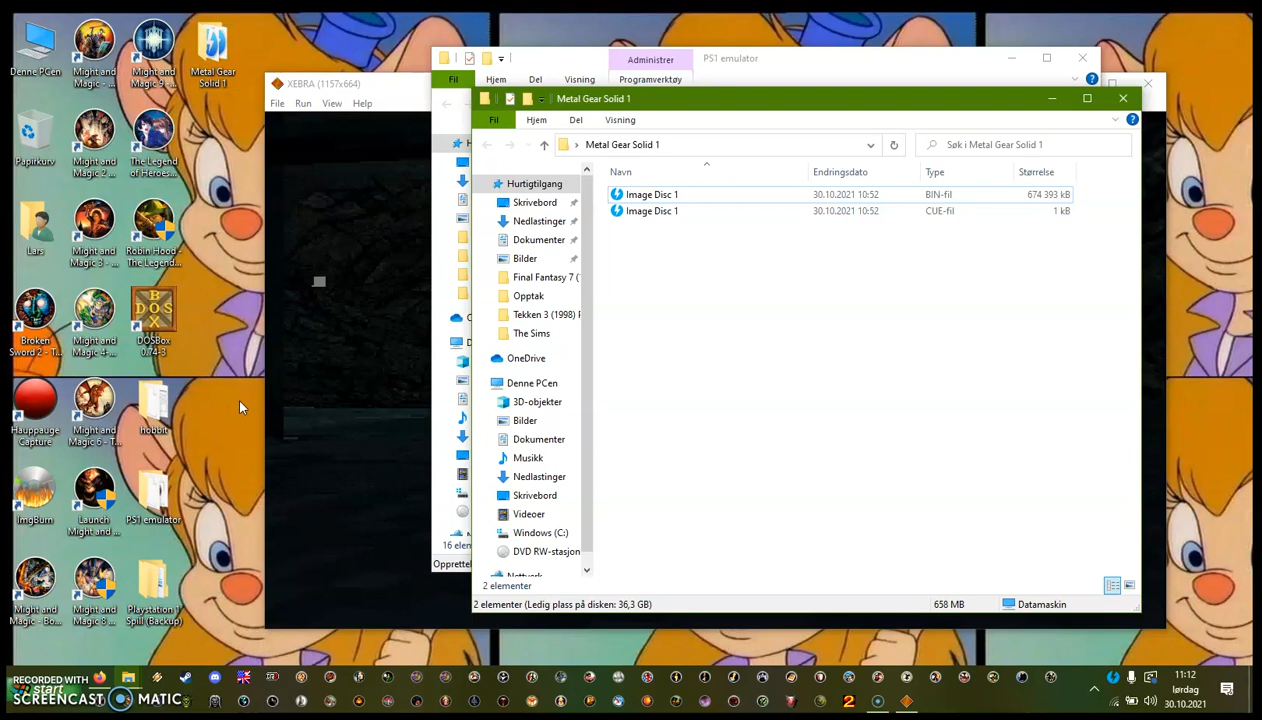 Denne PCen
Might and Magic - ...
Might and Magic 9 - ...
Metal Gear Solid 1
Papirkurv
Might and Magic 2 ...
The Legend of Heroes...
Lars
Might and Magic 3 - ...
Robin Hood - The Legend...
Broken Sword 2 - T...
Might and Magic 4-...
DOSBox 0.74-3
Hauppauge Capture
Might and Magic 6 - T...
hobbit
ImgBurn
Launch Might and ...
PS1 emulator
Might and Magic - Bo...
Might and Magic 8 ...
Playstation 1 Spill (Backup)
XEBRA (1157x664)
File Run View Help
Administrer
PS1 emulator
Fil Hjem Del Visning Programverktøy
16 elem
Opprettel
Metal Gear Solid 1
Fil Hjem Del Visning
Metal Gear Solid 1
Søk i Metal Gear Solid 1
Navn Endringsdato Type Størrelse
Image Disc 1 30.10.2021 10:52 BIN-fil 674 393 kB
Image Disc 1 30.10.2021 10:52 CUE-fil 1 kB
Hurtigtilgang
Skrivebord
Nedlastinger
Dokumenter
Bilder
Final Fantasy 7 (
Opptak
Tekken 3 (1998)
The Sims
OneDrive
Denne PCen
3D-objekter
Bilder
Dokumenter
Musikk
Nedlastinger
Skrivebord
Videoer
Windows (C:)
DVD RW-stasjon
Nettverk
2 elementer
2 elementer (Ledig plass på disken: 36,3 GB)
658 MB
Datamaskin
RECORDED WITH
start
SCREENCAST MATIC
11:12
lørdag
30.10.2021